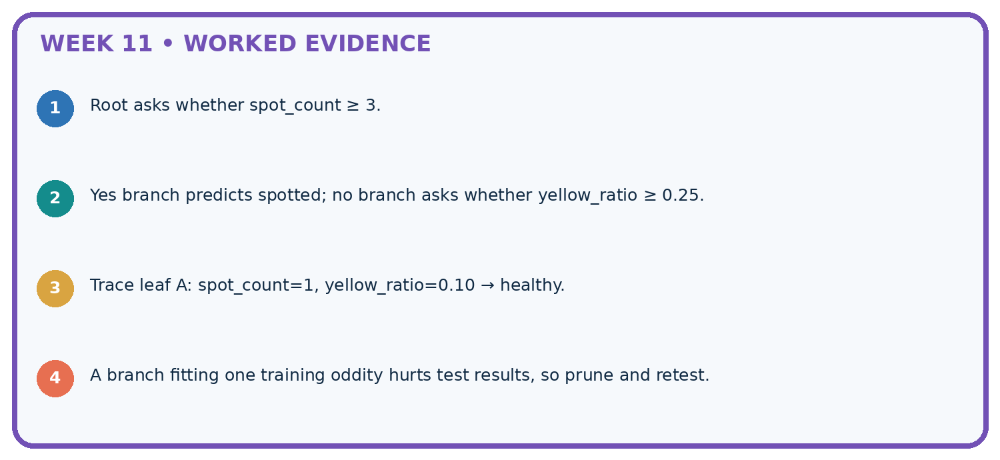 WEEK 11 • WORKED EVIDENCE
1 Root asks whether spot_count ≥ 3.
2 Yes branch predicts spotted; no branch asks whether yellow_ratio ≥ 0.25.
3 Trace leaf A: spot_count=1, yellow_ratio=0.10 → healthy.
4 A branch fitting one training oddity hurts test results, so prune and retest.